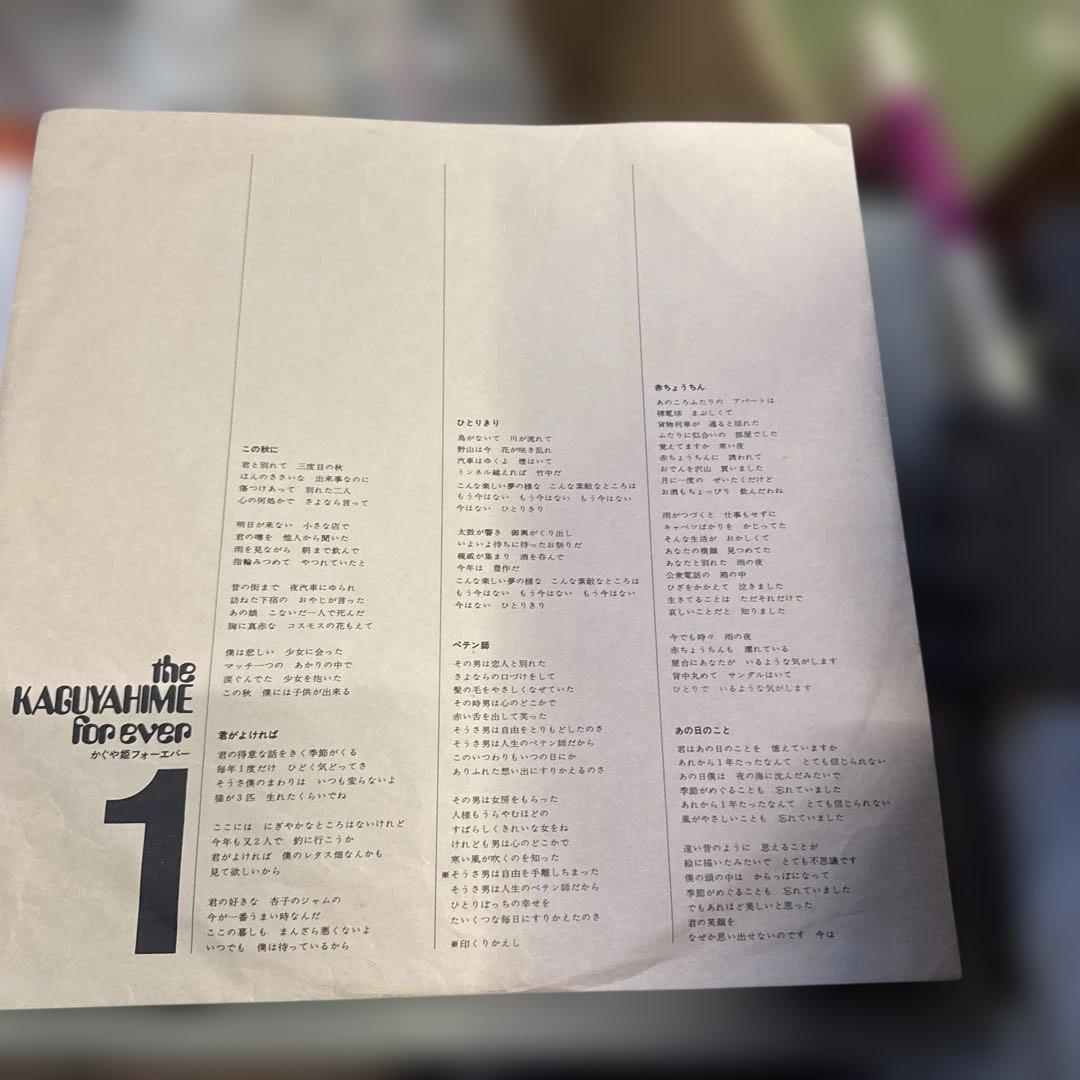 the
KAGUYAHIME
for ever
かぐや姫フォーエバー
1
この秋に
君と別れて 三度目の秋
ほんのささいな 出来事なのに
傷つけあって 別れた二人
心の何処かで さよなら言って
明日が来ない 小さな店で
君の噂を 他人から聞いた
雨を見ながら 朝まで飲んで
指輪みつめて やつれていたと
昔の街まで 夜汽車にゆられ
訪ねた下宿の おやじが言った
あの娘 こないだ一人で死んだ
胸に真赤な コスモスの花もえて
僕は悲しい 少女に会った
マッチ一つの あかりの中で
涙ぐんでた 少女を抱いた
この秋 僕には子供が出来る
君がよければ
君の得意な話をきく季節がくる
毎年1度だけ ひどく気どってさ
そうさ僕のまわりは いつも変らないよ
猫が3匹 生れたくらいでね
ここには にぎやかなところはないけれど
今年も又2人で 釣に行こうか
君がよければ 僕のレタス畑なんかも
見て欲しいから
君の好きな 杏子のジャムの
今が一番うまい時なんだ
ここの暮しも まんざら悪くないよ
いつでも 僕は待っているから
ひとりきり
鳥がないて 川が流れて
野山は今 花が咲き乱れ
汽車はゆくよ 煙はいて
トンネル越えれば 竹中だ
こんな楽しい夢の様な こんな素敵なところは
もう今はない もう今はない もう今はない
今はない ひとりきり
太鼓が響き 御輿がくり出し
いよいよ待ちに待ったお祭りだ
親戚が集まり 酒を呑んで
今年は 豊作だ
こんな楽しい夢の様な こんな素敵なところは
もう今はない もう今はない もう今はない
今はない ひとりきり
ペテン師
その男は恋人と別れた
さよならの口づけをして
髪の毛をやさしくなぜていた
その時男は心のどこかで
赤い舌を出して笑った
そうさ男は自由をとりもどしたのさ
そうさ男は人生のペテン師だから
このいつわりもいつの日にか
ありふれた想い出にすりかえるのさ
その男は女房をもらった
人様もうらやむほどの
すばらしくきれいな女をね
けれども男は心のどこかで
寒い風が吹くのを知った
※そうさ男は自由を手離しちまった
そうさ男は人生のペテン師だから
ひとりぼっちの幸せを
たいくつな毎日にすりかえたのさ
※印くりかえし
赤ちょうちん
あのころふたりの アパートは
裸電球 まぶしくて
貨物列車が 通ると揺れた
ふたりに似合いの 部屋でした
覚えてますか 寒い夜
赤ちょうちんに 誘われて
おでんを沢山 買いました
月に一度の ぜいたくだけど
お酒もちょっぴり 飲んだわね
雨がつづくと 仕事もせずに
キャベツばかりを かじってた
そんな生活が おかしくて
あなたの横顔 見つめてた
あなたと別れた 雨の夜
公衆電話の 箱の中
ひざをかかえて 泣きました
生きてることは ただそれだけで
哀しいことだと 知りました
今でも時々 雨の夜
赤ちょうちんも 濡れている
屋台にあなたが いるような気がします
背中丸めて サンダルはいて
ひとりで いるような気がします
あの日のこと
君はあの日のことを 憶えていますか
あれから1年たったなんて とても信じられない
あの日僕は 夜の海に沈んだみたいで
季節がめぐることも 忘れていました
あれから1年たったなんて とても信じられない
風がやさしいことも 忘れていました
遠い昔のように 思えることが
絵に描いたみたいで とても不思議です
僕の頭の中は からっぽになって
季節がめぐることも 忘れていました
でもあれほど美しいと思った
君の笑顔を
なぜか思い出せないのです 今は